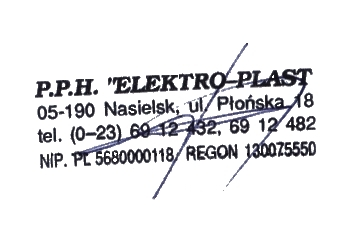 P.P.H. "ELEKTRO-PLAST
05-190 Nasielsk, ul. Płońska 18
tel. (0-23) 69 12 432, 69 12 482
NIP. PL 5680000118, REGON 130075550